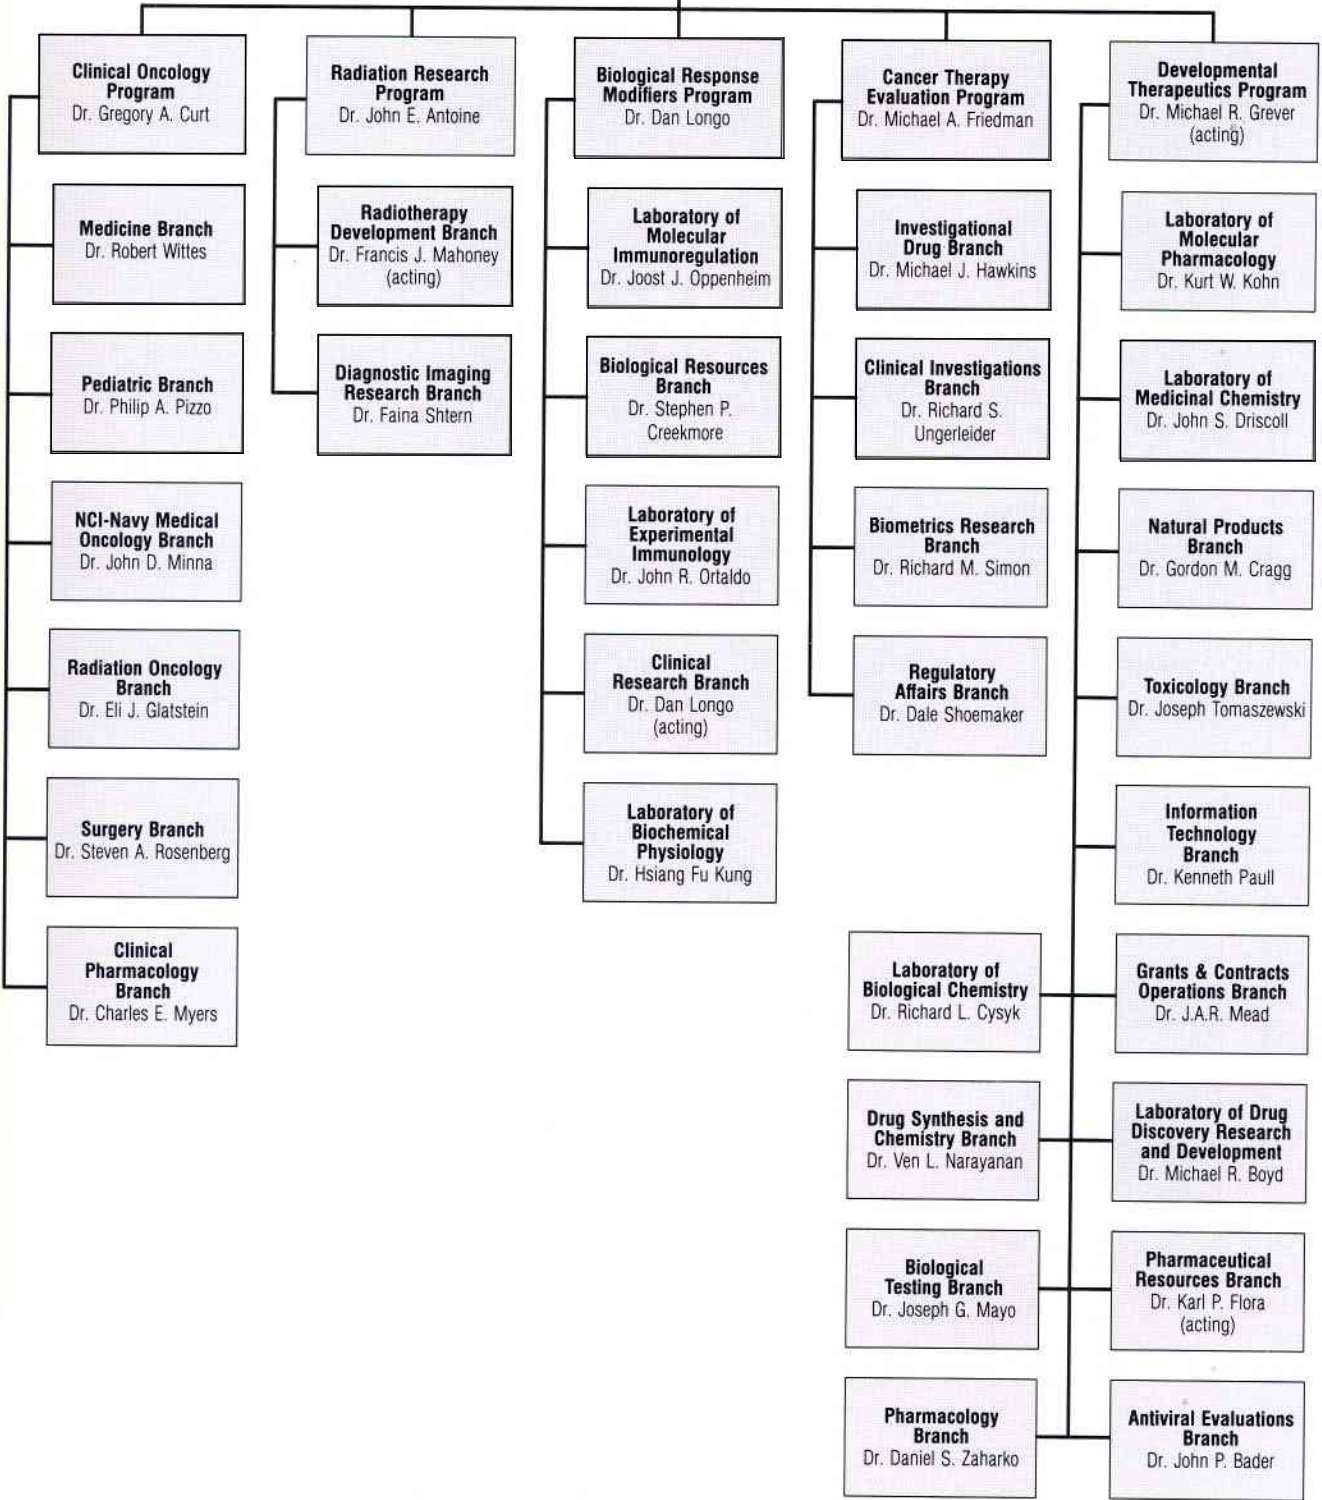 Clinical Oncology
Program
Dr. Gregory A. Curt
Medicine Branch
Dr. Robert Wittes
Pediatric Branch
Dr. Philip A. Pizzo
NCI-Navy Medical
Oncology Branch
Dr. John D. Minna
Radiation Oncology
Branch
Dr. Eli J. Glatstein
Surgery Branch
Dr. Steven A. Rosenberg
Clinical
Pharmacology
Branch
Dr. Charles E. Myers
Radiation Research
Program
Dr. John E. Antoine
Radiotherapy
Development Branch
Dr. Francis J. Mahoney
(acting)
Diagnostic Imaging
Research Branch
Dr. Faina Shtern
Biological Response
Modifiers Program
Dr. Dan Longo
Laboratory of
Molecular
Immunoregulation
Dr. Joost J. Oppenheim
Biological Resources
Branch
Dr. Stephen P.
Creekmore
Laboratory of
Experimental
Immunology
Dr. John R. Ortaldo
Clinical
Research Branch
Dr. Dan Longo
(acting)
Laboratory of
Biochemical
Physiology
Dr. Hsiang Fu Kung
Cancer Therapy
Evaluation Program
Dr. Michael A. Friedman
Investigational
Drug Branch
Dr. Michael J. Hawkins
Clinical Investigations
Branch
Dr. Richard S.
Ungerleider
Biometrics Research
Branch
Dr. Richard M. Simon
Regulatory
Affairs Branch
Dr. Dale Shoemaker
Developmental
Therapeutics Program
Dr. Michael R. Grever
(acting)
Laboratory of
Molecular
Pharmacology
Dr. Kurt W. Kohn
Laboratory of
Medicinal Chemistry
Dr. John S. Driscoll
Natural Products
Branch
Dr. Gordon M. Cragg
Toxicology Branch
Dr. Joseph Tomaszewski
Information
Technology
Branch
Dr. Kenneth Paull
Laboratory of
Biological Chemistry
Dr. Richard L. Cysyk
Grants & Contracts
Operations Branch
Dr. J.A.R. Mead
Drug Synthesis and
Chemistry Branch
Dr. Ven L. Narayanan
Laboratory of Drug
Discovery Research
and Development
Dr. Michael R. Boyd
Biological
Testing Branch
Dr. Joseph G. Mayo
Pharmaceutical
Resources Branch
Dr. Karl P. Flora
(acting)
Pharmacology
Branch
Dr. Daniel S. Zaharko
Antiviral Evaluations
Branch
Dr. John P. Bader